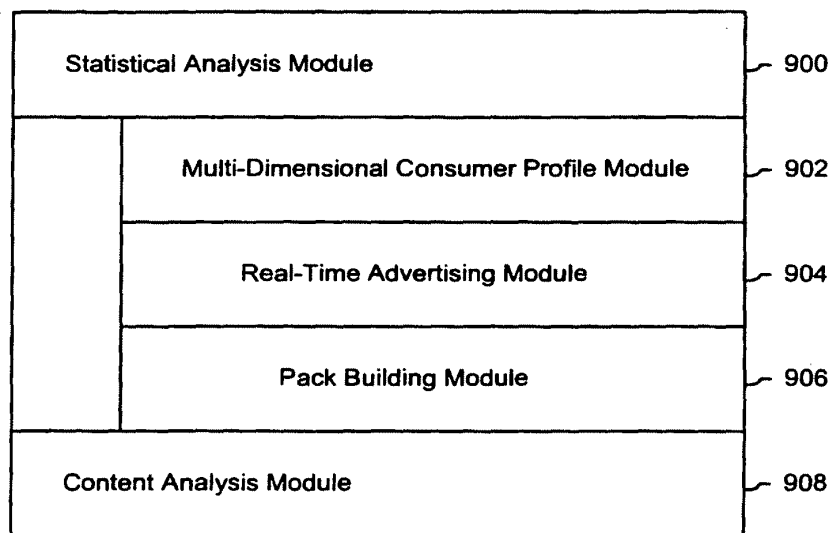 Statistical Analysis Module 900
Multi-Dimensional Consumer Profile Module 902
Real-Time Advertising Module 904
Pack Building Module 906
Content Analysis Module 908